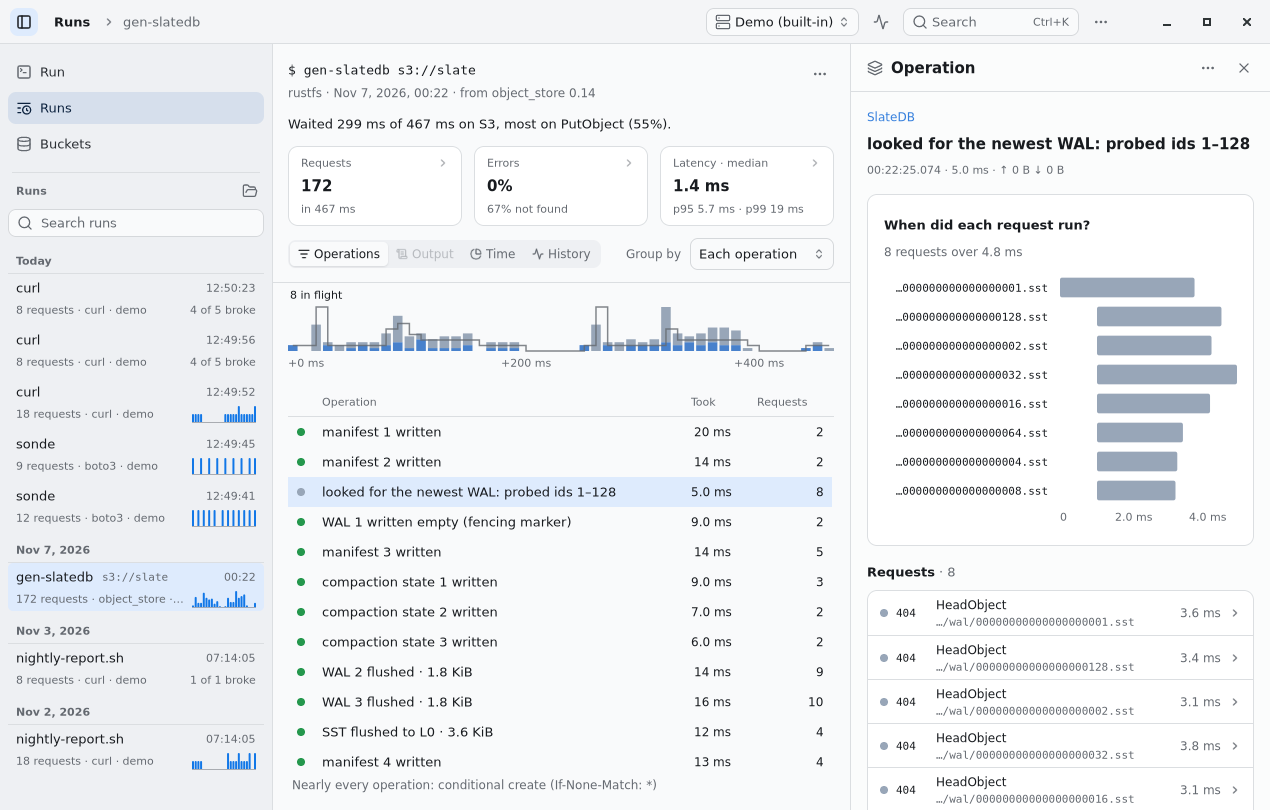 Runs > gen-slatedb
Demo (built-in)
Search Ctrl+K
Run
Runs
Buckets
Runs
Search runs
Today
curl 12:50:23
8 requests · curl · demo 4 of 5 broke
curl 12:49:56
8 requests · curl · demo 4 of 5 broke
curl 12:49:52
18 requests · curl · demo
sonde 12:49:45
9 requests · boto3 · demo
sonde 12:49:41
12 requests · boto3 · demo
Nov 7, 2026
gen-slatedb s3://slate 00:22
172 requests · object_store ·…
Nov 3, 2026
nightly-report.sh 07:14:05
8 requests · curl · demo 1 of 1 broke
Nov 2, 2026
nightly-report.sh 07:14:05
18 requests · curl · demo
$ gen-slatedb s3://slate
rustfs · Nov 7, 2026, 00:22 · from object_store 0.14
Waited 299 ms of 467 ms on S3, most on PutObject (55%).
Requests
172
in 467 ms
Errors
0%
67% not found
Latency · median
1.4 ms
p95 5.7 ms · p99 19 ms
Operations Output Time History Group by Each operation
8 in flight
+0 ms +200 ms +400 ms
Operation Took Requests
manifest 1 written 20 ms 2
manifest 2 written 14 ms 2
looked for the newest WAL: probed ids 1–128 5.0 ms 8
WAL 1 written empty (fencing marker) 9.0 ms 2
manifest 3 written 14 ms 5
compaction state 1 written 9.0 ms 3
compaction state 2 written 7.0 ms 2
compaction state 3 written 6.0 ms 2
WAL 2 flushed · 1.8 KiB 14 ms 9
WAL 3 flushed · 1.8 KiB 16 ms 10
SST flushed to L0 · 3.6 KiB 12 ms 4
manifest 4 written 13 ms 4
Nearly every operation: conditional create (If-None-Match: *)
Operation
SlateDB
looked for the newest WAL: probed ids 1–128
00:22:25.074 · 5.0 ms · ↑ 0 B ↓ 0 B
When did each request run?
8 requests over 4.8 ms
…000000000000000001.sst
…000000000000000128.sst
…000000000000000002.sst
…000000000000000032.sst
…000000000000000016.sst
…000000000000000064.sst
…000000000000000004.sst
…000000000000000008.sst
0 2.0 ms 4.0 ms
Requests · 8
404 HeadObject 3.6 ms
…/wal/00000000000000000001.sst
404 HeadObject 3.4 ms
…/wal/00000000000000000128.sst
404 HeadObject 3.1 ms
…/wal/00000000000000000002.sst
404 HeadObject 3.8 ms
…/wal/00000000000000000032.sst
404 HeadObject 3.1 ms
…/wal/00000000000000000016.sst